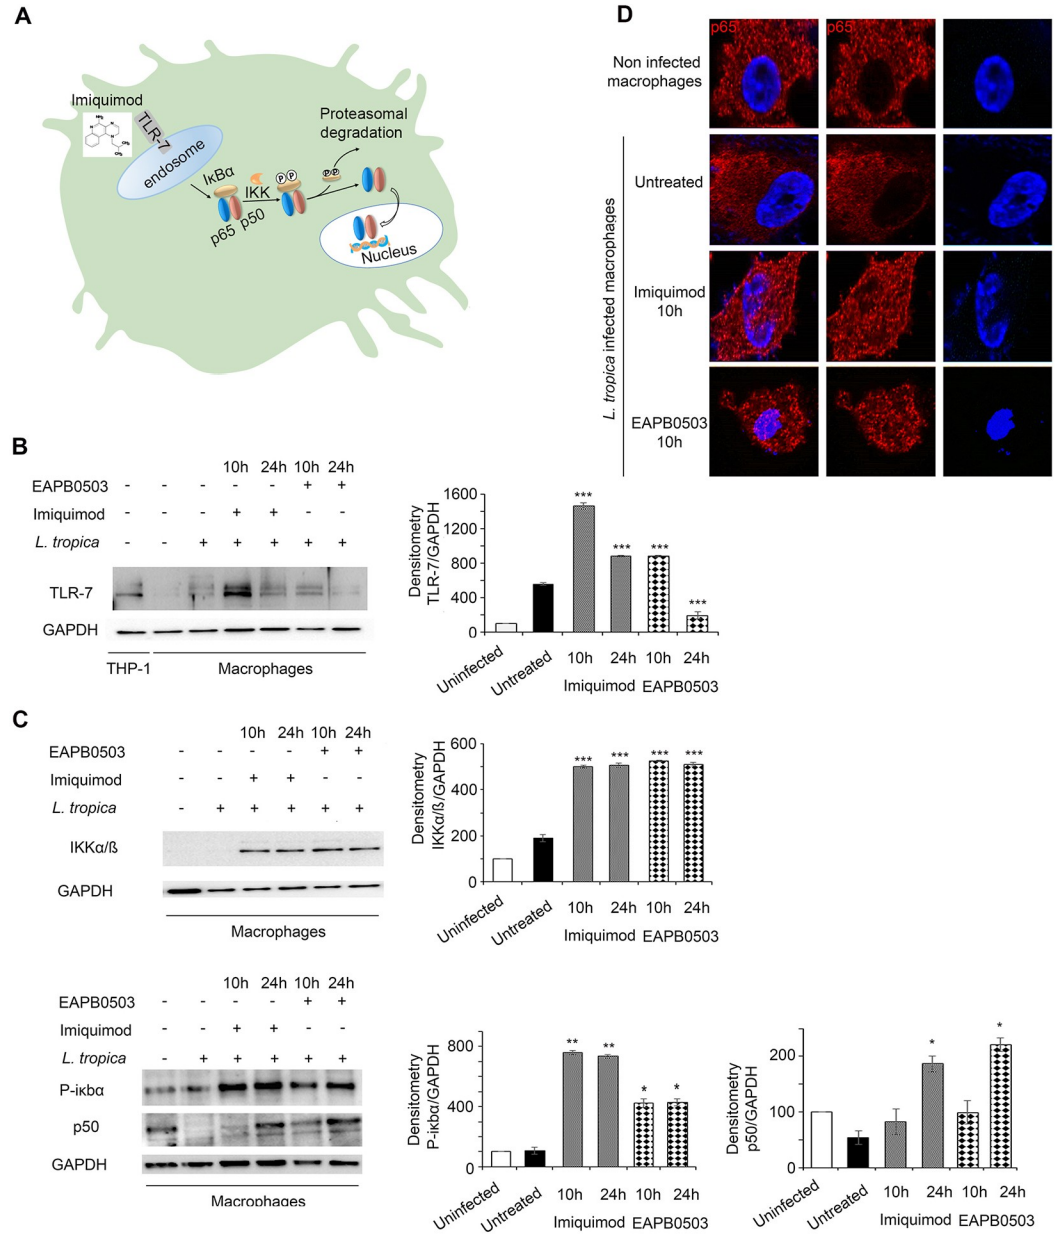 A
Imiquimod
NH₂
N
N
N
CH₃
CH₃
TLR-7
endosome
IκBα
IKK
p65 p50
P P
P P
Proteasomal
degradation
Nucleus
B
10h 24h 10h 24h
EAPB0503 - - - - - + +
Imiquimod - - - + + - -
L. tropica - - + + + + +
TLR-7
GAPDH
THP-1 Macrophages
Densitometry
TLR-7/GAPDH
1600
1200
800
400
0
*** *** *** ***
Uninfected Untreated 10h 24h 10h 24h
Imiquimod EAPB0503
C
10h 24h 10h 24h
EAPB0503 - - - - + +
Imiquimod - - + + - -
L. tropica - + + + + +
IKKα/ß
GAPDH
Macrophages
Densitometry
IKKα/ß/GAPDH
600
400
200
0
*** *** *** ***
Uninfected Untreated 10h 24h 10h 24h
Imiquimod EAPB0503
10h 24h 10h 24h
EAPB0503 - - - - + +
Imiquimod - - + + - -
L. tropica - + + + + +
P-ικbα
p50
GAPDH
Macrophages
Densitometry
P-ικbα/GAPDH
800
400
0
** ** * *
Uninfected Untreated 10h 24h 10h 24h
Imiquimod EAPB0503
Densitometry
p50/GAPDH
200
100
0
* *
Uninfected Untreated 10h 24h 10h 24h
Imiquimod EAPB0503
D
p65 p65
Non infected
macrophages
L. tropica infected macrophages
Untreated
Imiquimod
10h
EAPB0503
10h